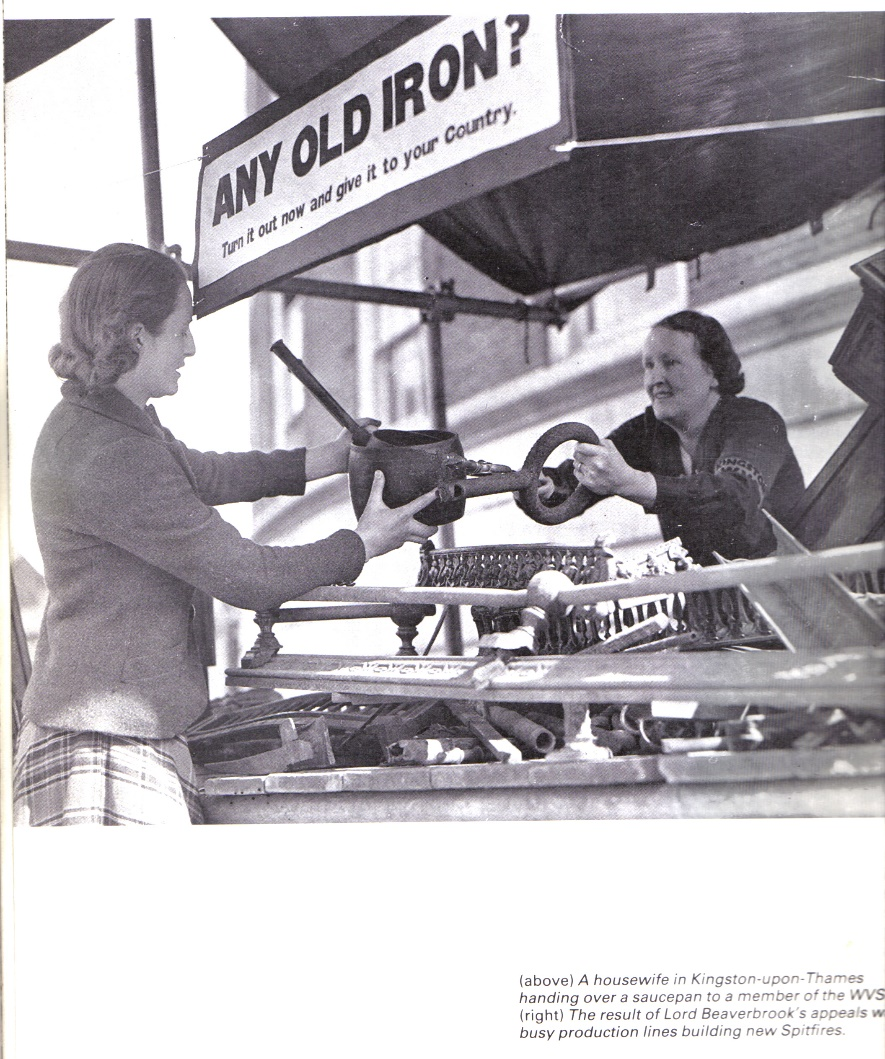 ANY OLD IRON?
Turn it out now and give it to your Country.
(above) A housewife in Kingston-upon-Thames
handing over a saucepan to a member of the WVS
(right) The result of Lord Beaverbrook's appeals w
busy production lines building new Spitfires.